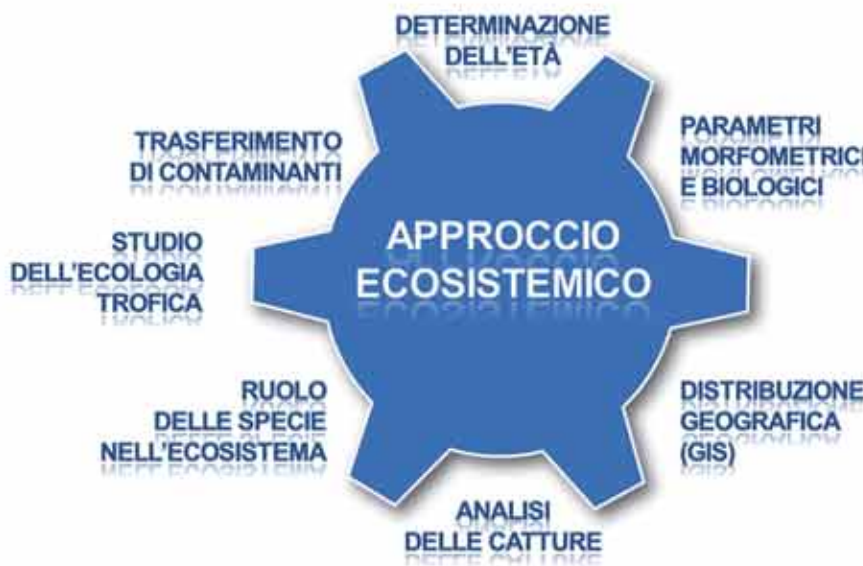 DETERMINAZIONE
DELL'ETÀ
PARAMETRI
MORFOMETRICI
E BIOLOGICI
TRASFERIMENTO
DI CONTAMINANTI
APPROCCIO
ECOSISTEMICO
STUDIO
DELL'ECOLOGIA
TROFICA
DISTRIBUZIONE
GEOGRAFICA
(GIS)
RUOLO
DELLE SPECIE
NELL'ECOSISTEMA
ANALISI
DELLE CATTURE